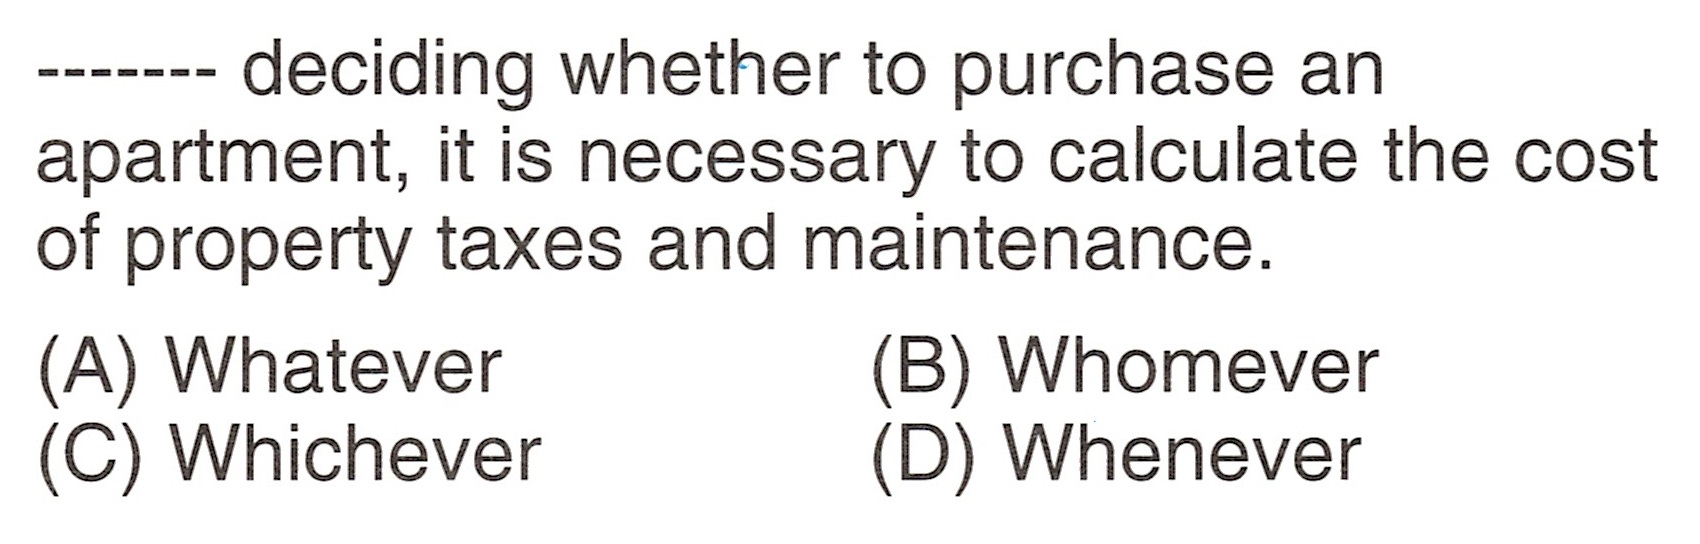 ------- deciding whether to purchase an
apartment, it is necessary to calculate the cost
of property taxes and maintenance.
(A) Whatever (B) Whomever
(C) Whichever (D) Whenever